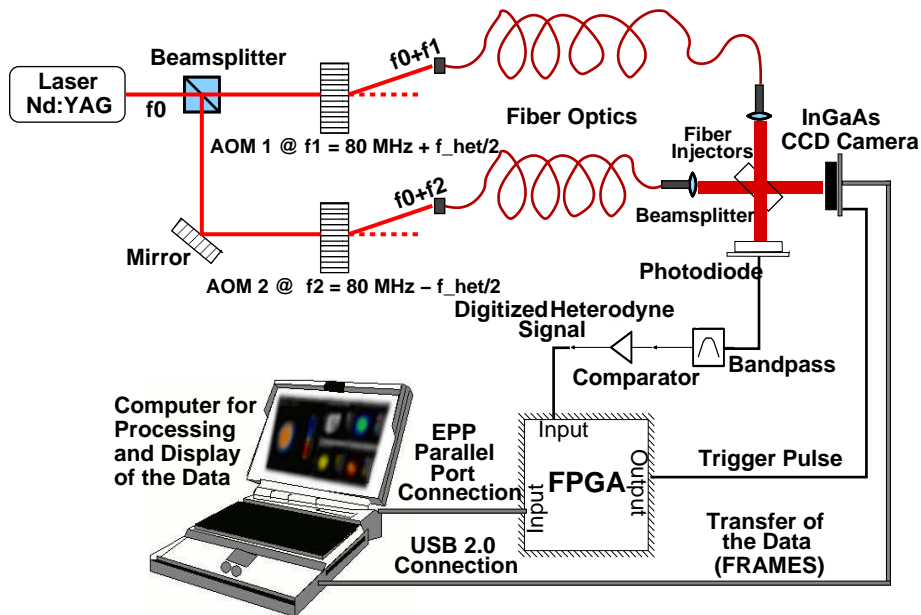 Laser
Nd:YAG
f0
Beamsplitter
f0+f1
AOM 1 @ f1 = 80 MHz + f_het/2
Fiber Optics
f0+f2
Mirror
AOM 2 @ f2 = 80 MHz − f_het/2
Fiber
Injectors
InGaAs
CCD Camera
Beamsplitter
Photodiode
Digitized Heterodyne
Signal
Comparator
Bandpass
Computer for
Processing
and Display
of the Data
EPP
Parallel
Port
Connection
Input
Input
FPGA
Output
Trigger Pulse
USB 2.0
Connection
Transfer of
the Data
(FRAMES)